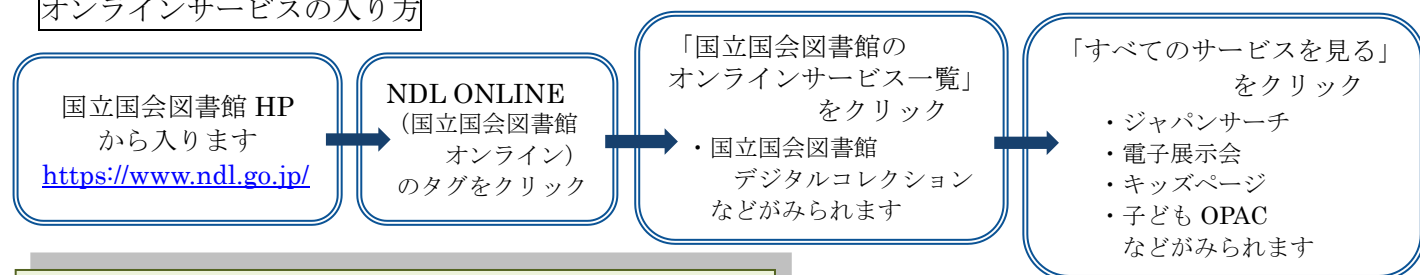 オンラインサービスの入り方
国立国会図書館 HP
から入ります
https://www.ndl.go.jp/
NDL ONLINE
（国立国会図書館
オンライン）
のタグをクリック
「国立国会図書館の
オンラインサービス一覧」
をクリック
・国立国会図書館
デジタルコレクション
などがみられます
「すべてのサービスを見る」
をクリック
・ジャパンサーチ
・電子展示会
・キッズページ
・子ども OPAC
などがみられます